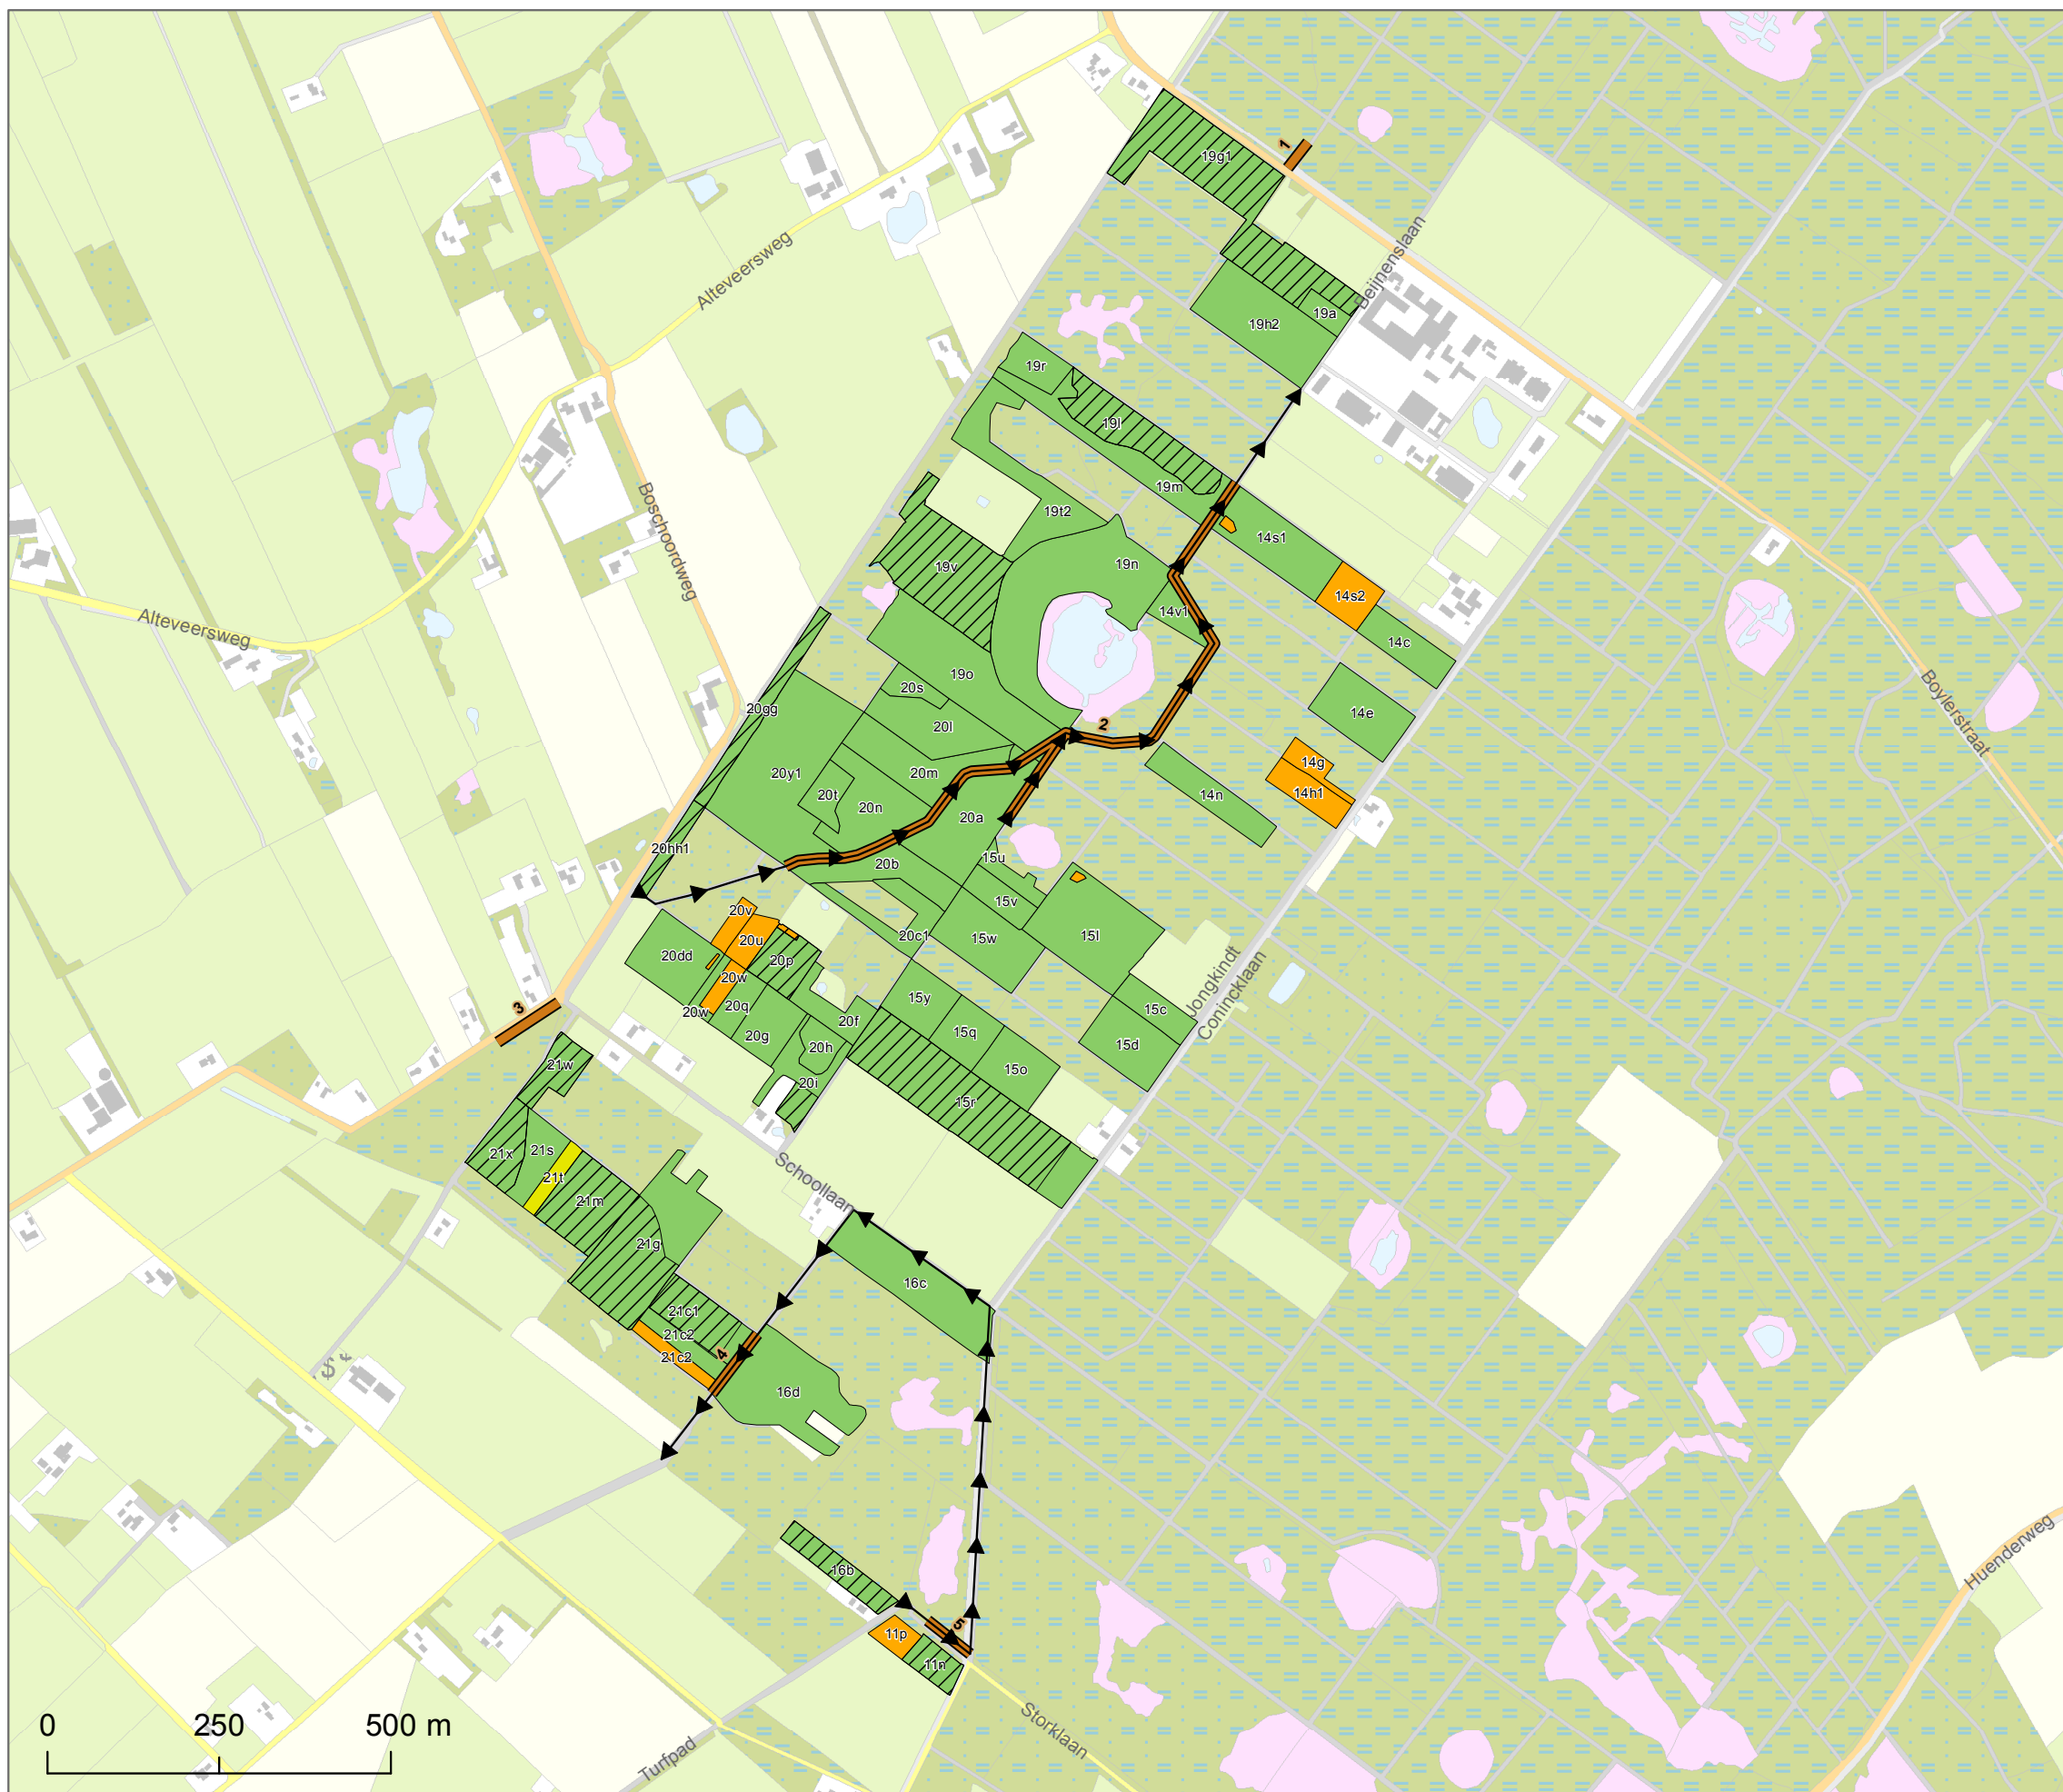 1
19g1
Beijnenslaan
Alteveersweg
19a
19h2
19r
19l
19m
Boschoordweg
19t2
14s1
19n
19v
14s2
14v1
Alteveersweg
14c
19o
20s
20gg
14e
20l
2
Boylerstraat
14g
20y1
20m
14h1
20t
14n
20n
20a
20hh1
15u
20b
15v
20v
20c1
15w
15l
20u
20dd
20p
20w
Jongkindt
Conincklaan
15y
20w
20q
3
20f
15c
20g
15q
20h
15d
21w
15o
20i
15r
21s
21x
21t
Schoollaan
21m
21g
16c
21c1
21c2
21c2
4
16d
Huenderweg
16b
5
11p
11n
Storklaan
Turfpad
0
250
500 m